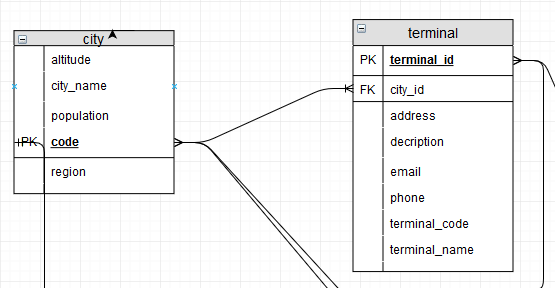 city
altitude
city_name
population
PK code
region
terminal
PK terminal_id
FK city_id
address
decription
email
phone
terminal_code
terminal_name